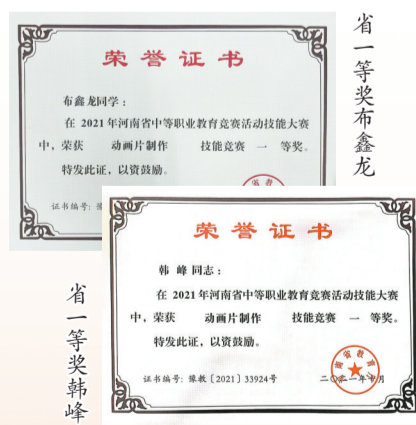 荣誉证书
布鑫龙同学：
在 2021年河南省中等职业教育竞赛活动技能大赛
中，荣获 动画片制作 技能竞赛 一 等奖。
特发此证，以资鼓励。
证书编号：豫
省一等奖布鑫龙
荣誉证书
韩 峰 同志：
在 2021年河南省中等职业教育竞赛活动技能大赛
中，荣获 动画片制作 技能竞赛 一 等奖。
特发此证，以资鼓励。
证书编号：豫教〔2021〕33924号
省一等奖韩峰